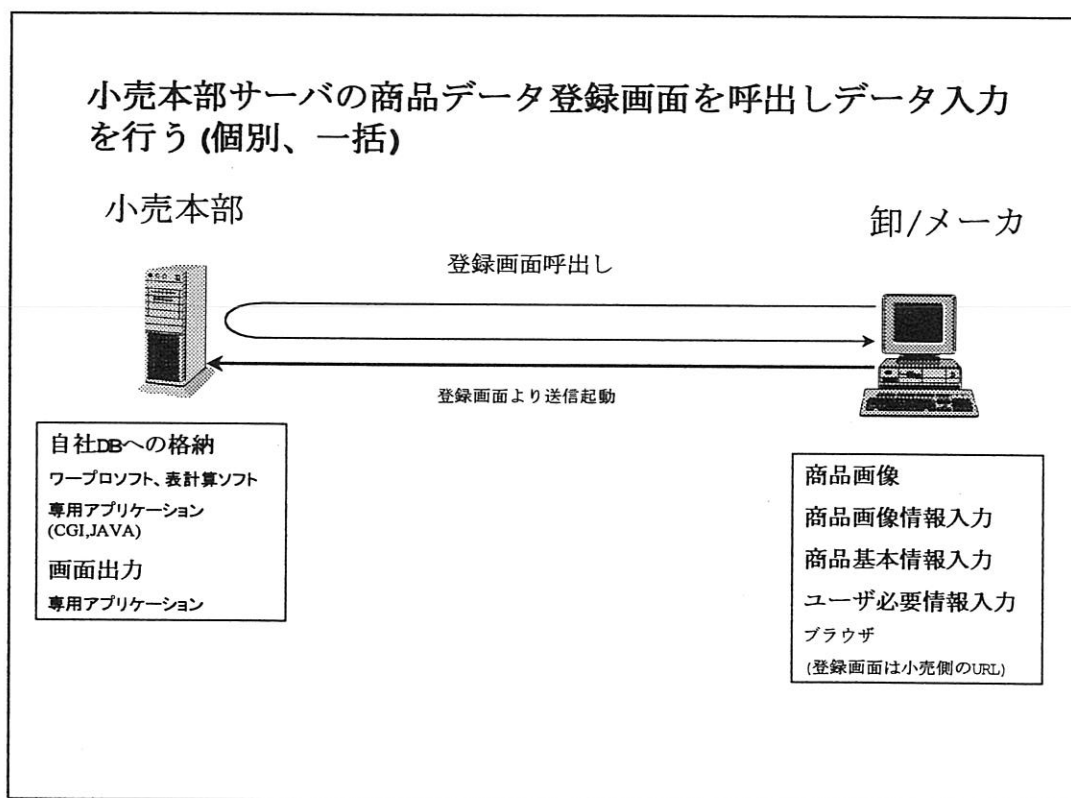 小売本部サーバの商品データ登録画面を呼出しデータ入力
を行う (個別、一括)
小売本部
卸/メーカ
登録画面呼出し
登録画面より送信起動
自社DBへの格納
ワープロソフト、表計算ソフト
専用アプリケーション
(CGI,JAVA)
画面出力
専用アプリケーション
商品画像
商品画像情報入力
商品基本情報入力
ユーザ必要情報入力
ブラウザ
(登録画面は小売側のURL)